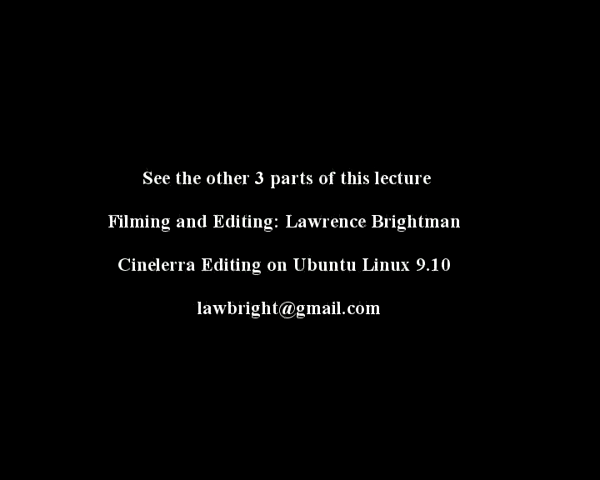 See the other 3 parts of this lecture
Filming and Editing: Lawrence Brightman
Cinelerra Editing on Ubuntu Linux 9.10
lawbright@gmail.com